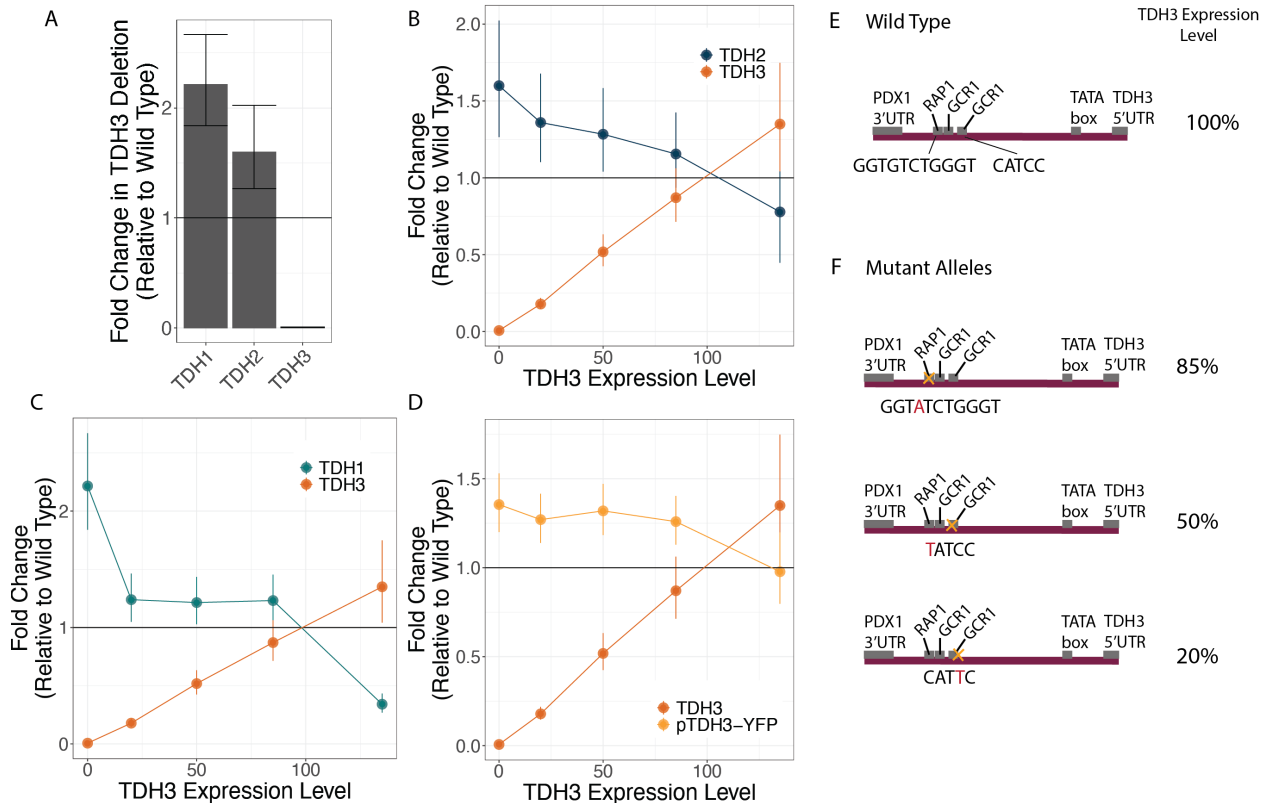 A
Fold Change in TDH3 Deletion
(Relative to Wild Type)
2
1
0
TDH1
TDH2
TDH3
B
Fold Change
(Relative to Wild Type)
2.0
1.5
1.0
0.5
0.0
TDH2
TDH3
0
50
100
TDH3 Expression Level
C
Fold Change
(Relative to Wild Type)
2
1
0
TDH1
TDH3
0
50
100
TDH3 Expression Level
D
Fold Change
(Relative to Wild Type)
1.5
1.0
0.5
0.0
TDH3
pTDH3-YFP
0
50
100
TDH3 Expression Level
E
Wild Type
TDH3 Expression
Level
PDX1
3'UTR
RAP1
GCR1
GCR1
TATA
box
TDH3
5'UTR
100%
GGTGTCTGGGT
CATCC
F
Mutant Alleles
PDX1
3'UTR
RAP1
GCR1
GCR1
TATA
box
TDH3
5'UTR
85%
GGTATCTGGGT
PDX1
3'UTR
RAP1
GCR1
GCR1
TATA
box
TDH3
5'UTR
50%
TATCC
PDX1
3'UTR
RAP1
GCR1
GCR1
TATA
box
TDH3
5'UTR
20%
CATTC